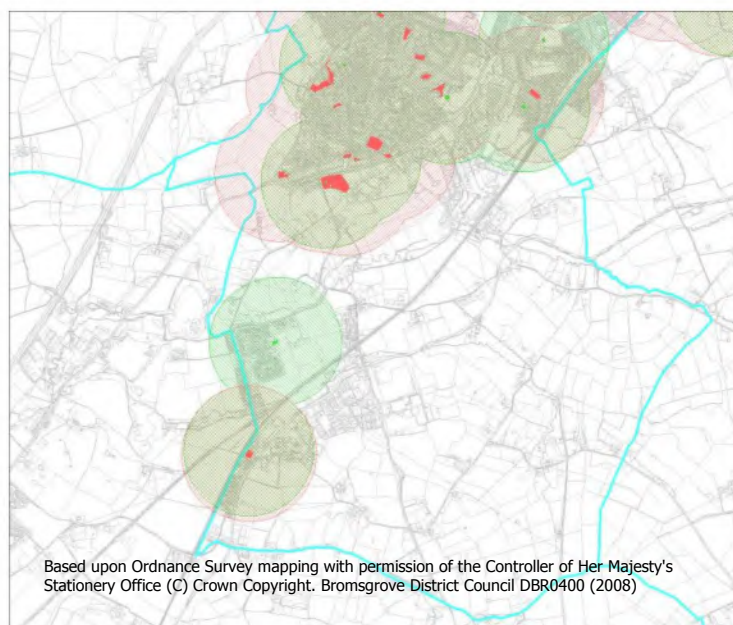 Based upon Ordnance Survey mapping with permission of the Controller of Her Majesty's
Stationery Office (C) Crown Copyright. Bromsgrove District Council DBR0400 (2008)